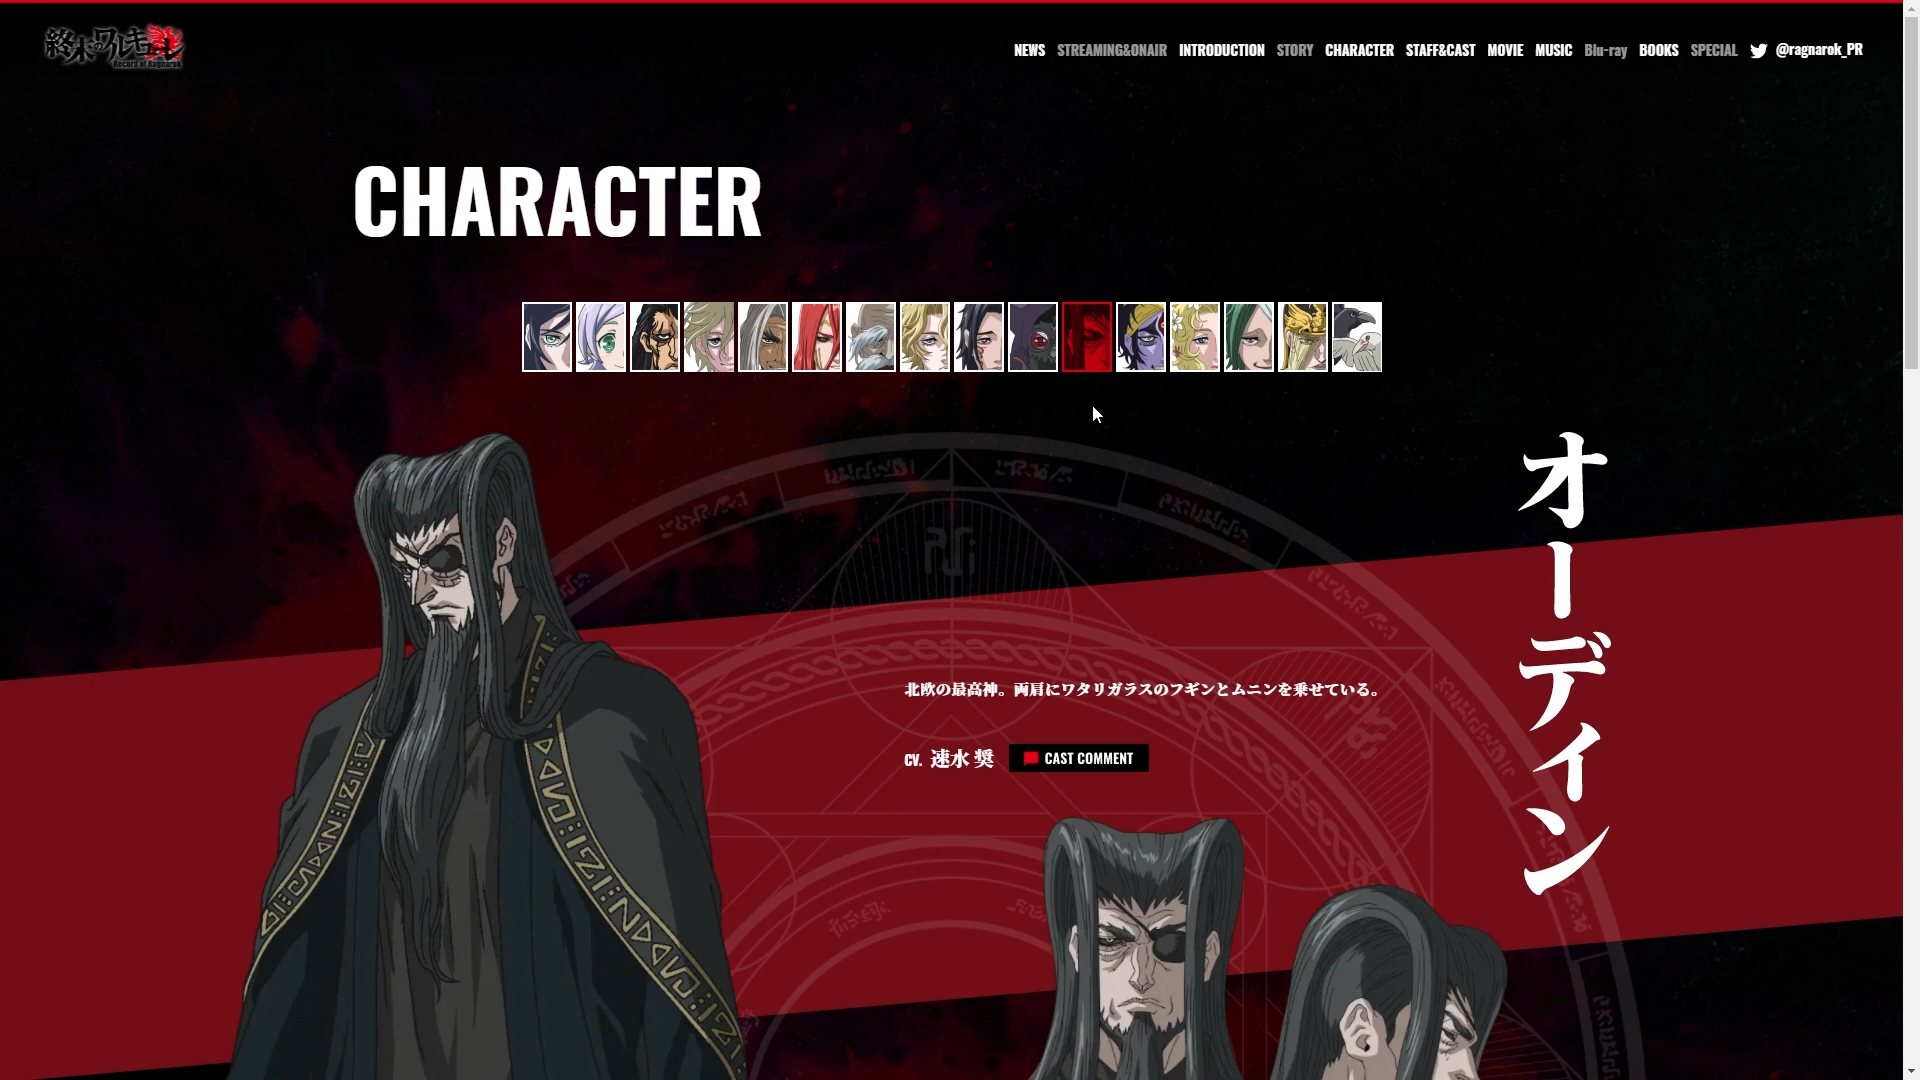 終末のワルキューレ
Record of Ragnarok
NEWS STREAMING&ONAIR INTRODUCTION STORY CHARACTER STAFF&CAST MOVIE MUSIC Blu-ray BOOKS SPECIAL @ragnarok_PR
CHARACTER
オーディン
北欧の最高神。両肩にワタリガラスのフギンとムニンを乗せている。
CV. 速水 奨 CAST COMMENT